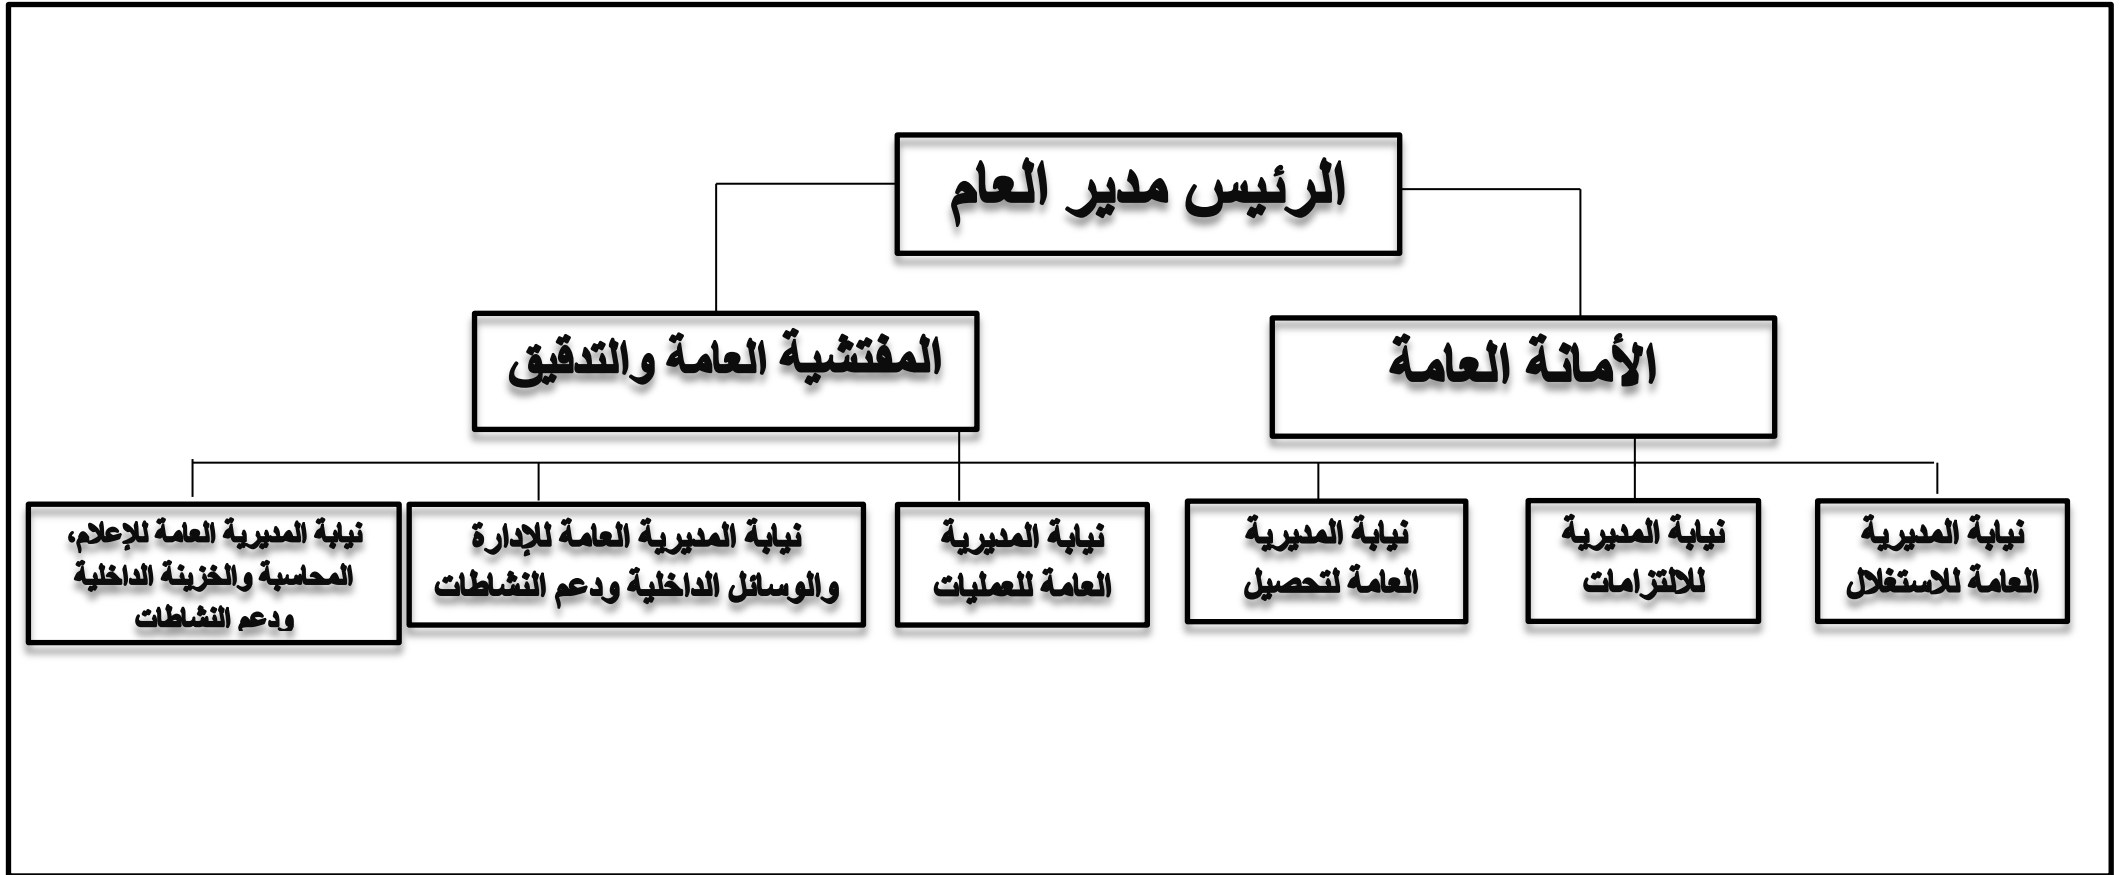 الرئيس مدير العام
الأمانة العامة
المفتشية العامة والتدقيق
نيابة المديرية
العامة للاستغلال
نيابة المديرية
للالتزامات
نيابة المديرية
العامة لتحصيل
نيابة المديرية
العامة للعمليات
نيابة المديرية العامة للإدارة
والوسائل الداخلية ودعم النشاطات
نيابة المديرية العامة للإعلام،
المحاسبة والخزينة الداخلية
ودعم النشاطات